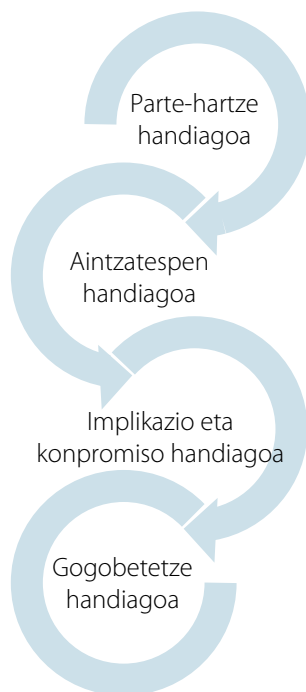 Parte-hartze
handiagoa
Aintzatespen
handiagoa
Implikazio eta
konpromiso handiagoa
Gogobetetze
handiagoa